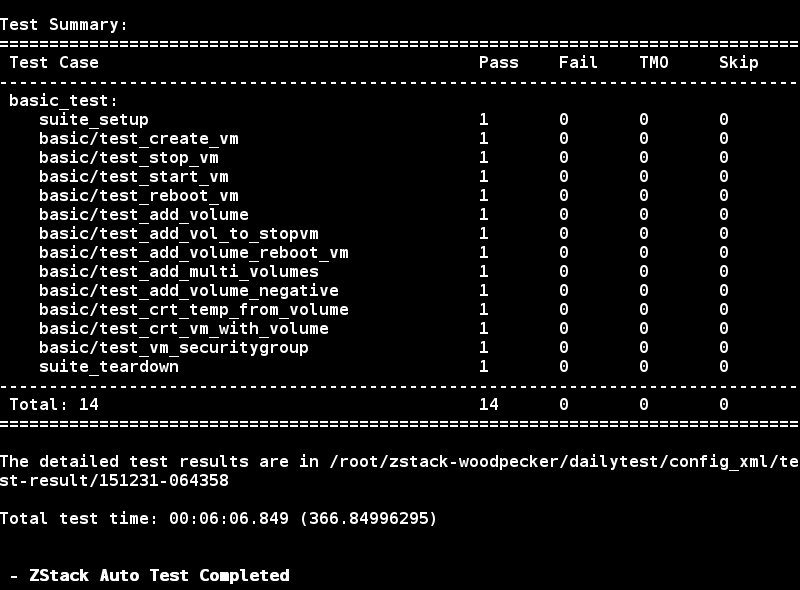 Test Summary:
================================================================================
Test Case Pass Fail TMO Skip
--------------------------------------------------------------------------------
basic_test:
suite_setup 1 0 0 0
basic/test_create_vm 1 0 0 0
basic/test_stop_vm 1 0 0 0
basic/test_start_vm 1 0 0 0
basic/test_reboot_vm 1 0 0 0
basic/test_add_volume 1 0 0 0
basic/test_add_vol_to_stopvm 1 0 0 0
basic/test_add_volume_reboot_vm 1 0 0 0
basic/test_add_multi_volumes 1 0 0 0
basic/test_add_volume_negative 1 0 0 0
basic/test_crt_temp_from_volume 1 0 0 0
basic/test_crt_vm_with_volume 1 0 0 0
basic/test_vm_securitygroup 1 0 0 0
suite_teardown 1 0 0 0
--------------------------------------------------------------------------------
Total: 14 14 0 0 0
================================================================================
The detailed test results are in /root/zstack-woodpecker/dailytest/config_xml/te
st-result/151231-064358
Total test time: 00:06:06.849 (366.84996295)
- ZStack Auto Test Completed